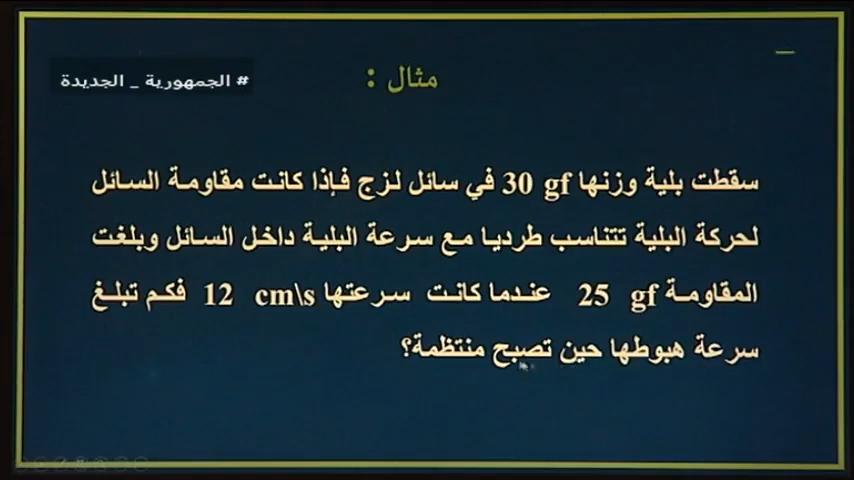 # الجمهورية _ الجديدة
مثال :
سقطت بلية وزنها 30 gf في سائل لزج فإذا كانت مقاومة السائل
لحركة البلية تتناسب طرديا مع سرعة البلية داخل السائل وبلغت
المقاومة 25 gf عندما كانت سرعتها 12 cm\s فكم تبلغ
سرعة هبوطها حين تصبح منتظمة؟